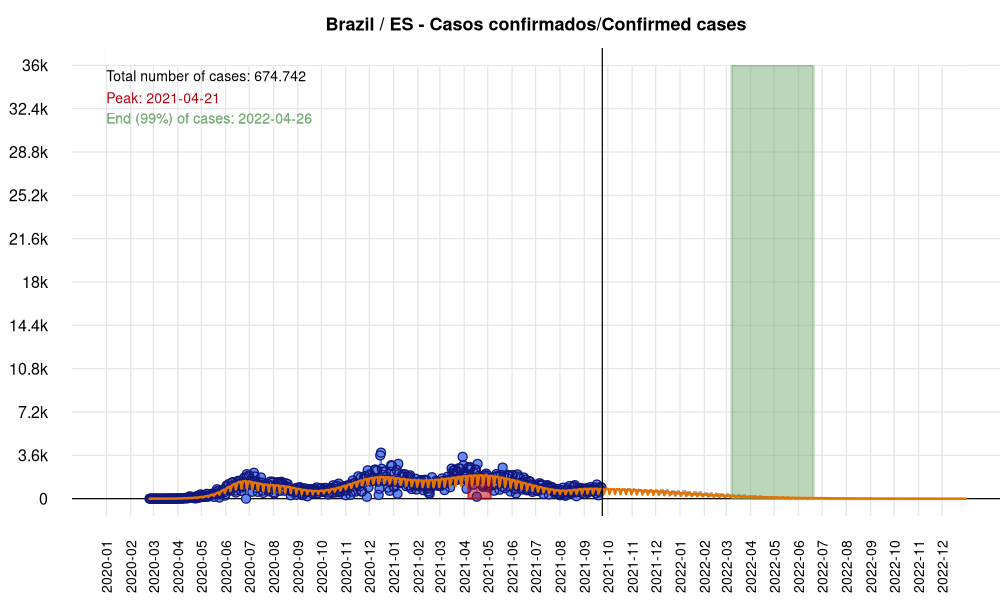 Brazil / ES - Casos confirmados/Confirmed cases
Total number of cases: 674.742
Peak: 2021-04-21
End (99%) of cases: 2022-04-26
36k
32.4k
28.8k
25.2k
21.6k
18k
14.4k
10.8k
7.2k
3.6k
0
2020-01
2020-02
2020-03
2020-04
2020-05
2020-06
2020-07
2020-08
2020-09
2020-10
2020-11
2020-12
2021-01
2021-02
2021-03
2021-04
2021-05
2021-06
2021-07
2021-08
2021-09
2021-10
2021-11
2021-12
2022-01
2022-02
2022-03
2022-04
2022-05
2022-06
2022-07
2022-08
2022-09
2022-10
2022-11
2022-12